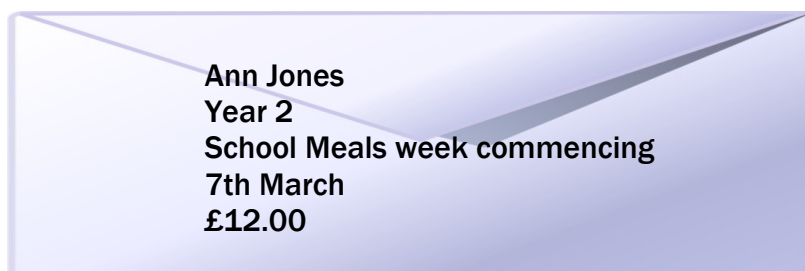 Ann Jones
Year 2
School Meals week commencing
7th March
£12.00